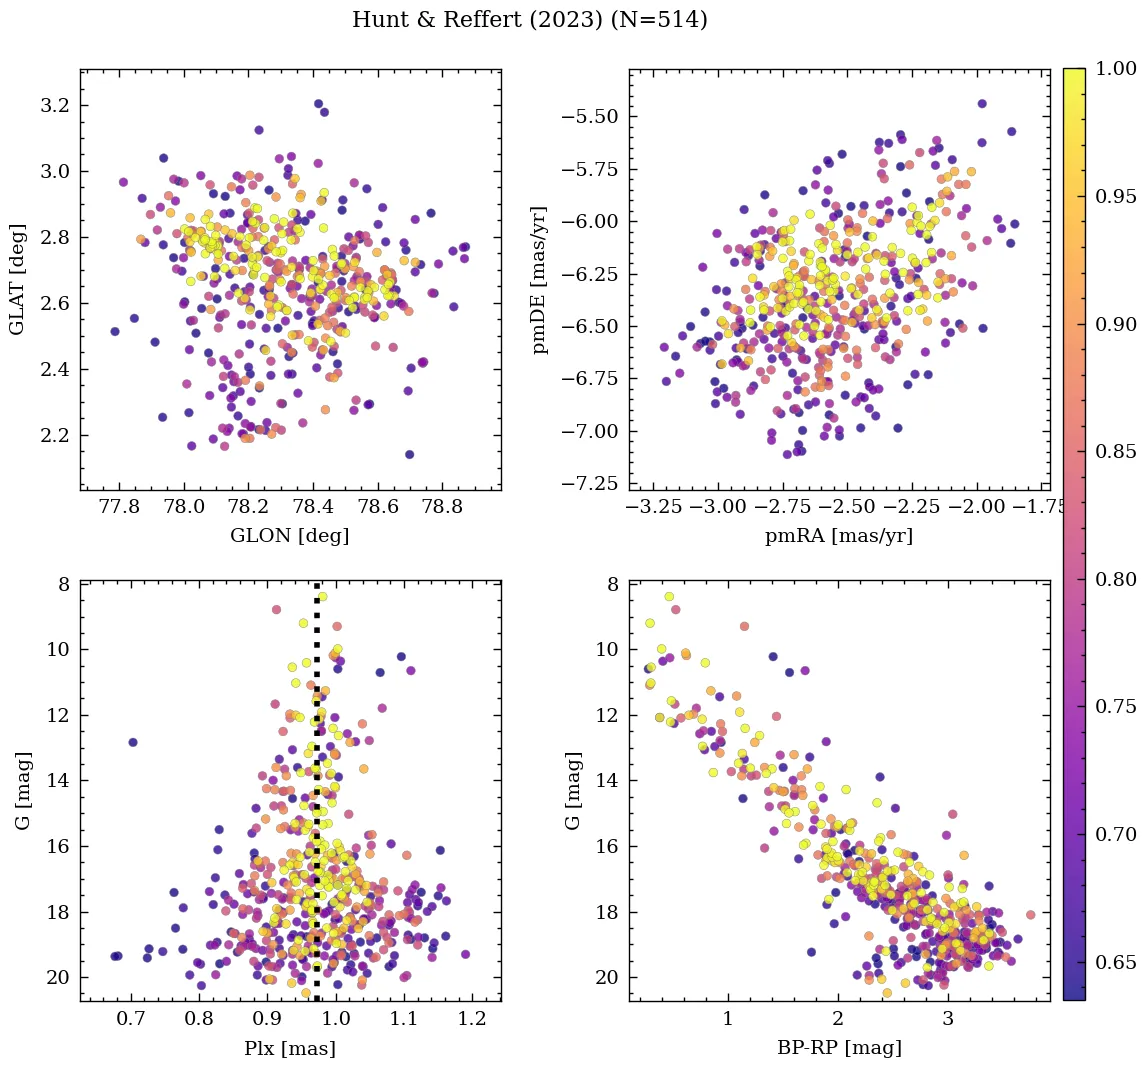 Hunt & Reffert (2023) (N=514)
3.2
3.0
2.8
2.6
2.4
2.2
GLAT [deg]
77.8 78.0 78.2 78.4 78.6 78.8
GLON [deg]
−5.50
−5.75
−6.00
−6.25
−6.50
−6.75
−7.00
−7.25
pmDE [mas/yr]
−3.25 −3.00 −2.75 −2.50 −2.25 −2.00 −1.75
pmRA [mas/yr]
8
10
12
14
16
18
20
G [mag]
0.7 0.8 0.9 1.0 1.1 1.2
Plx [mas]
8
10
12
14
16
18
20
G [mag]
1 2 3
BP-RP [mag]
1.00
0.95
0.90
0.85
0.80
0.75
0.70
0.65